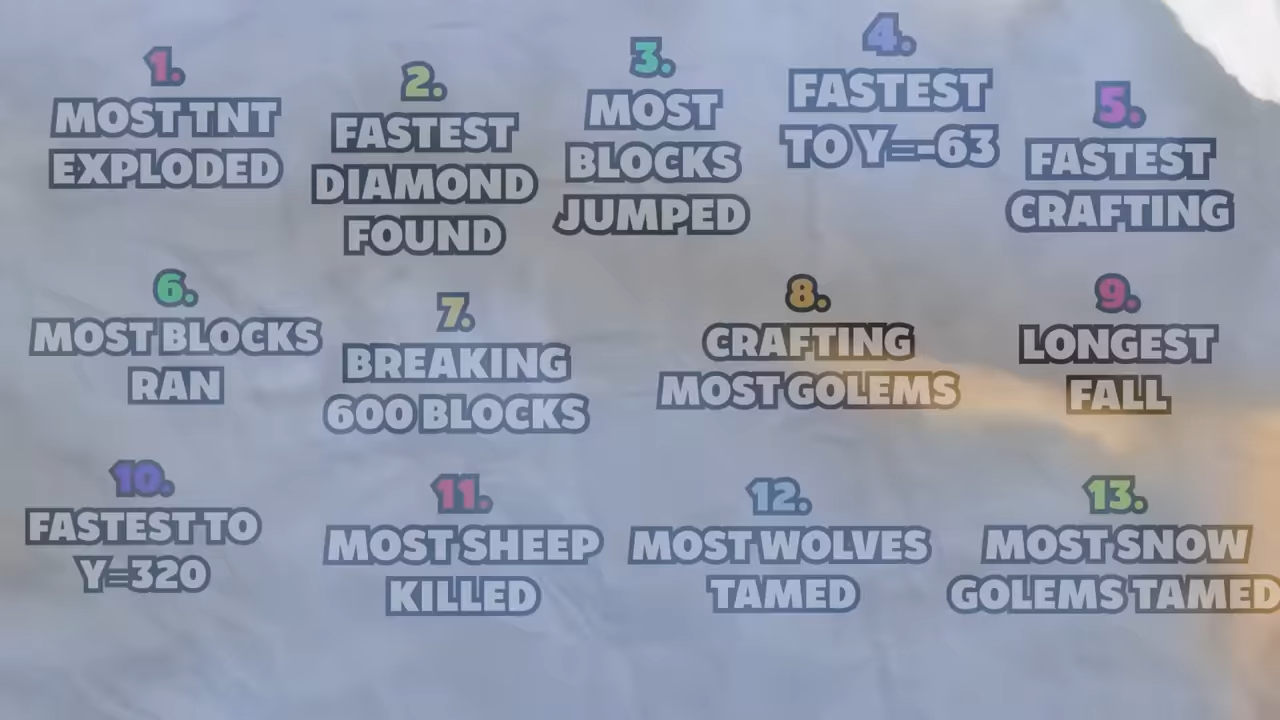 1.
MOST TNT
EXPLODED
2.
FASTEST
DIAMOND
FOUND
3.
MOST
BLOCKS
JUMPED
4.
FASTEST
TO Y=-63
5.
FASTEST
CRAFTING
6.
MOST BLOCKS
RAN
7.
BREAKING
600 BLOCKS
8.
CRAFTING
MOST GOLEMS
9.
LONGEST
FALL
10.
FASTEST TO
Y=320
11.
MOST SHEEP
KILLED
12.
MOST WOLVES
TAMED
13.
MOST SNOW
GOLEMS TAMED